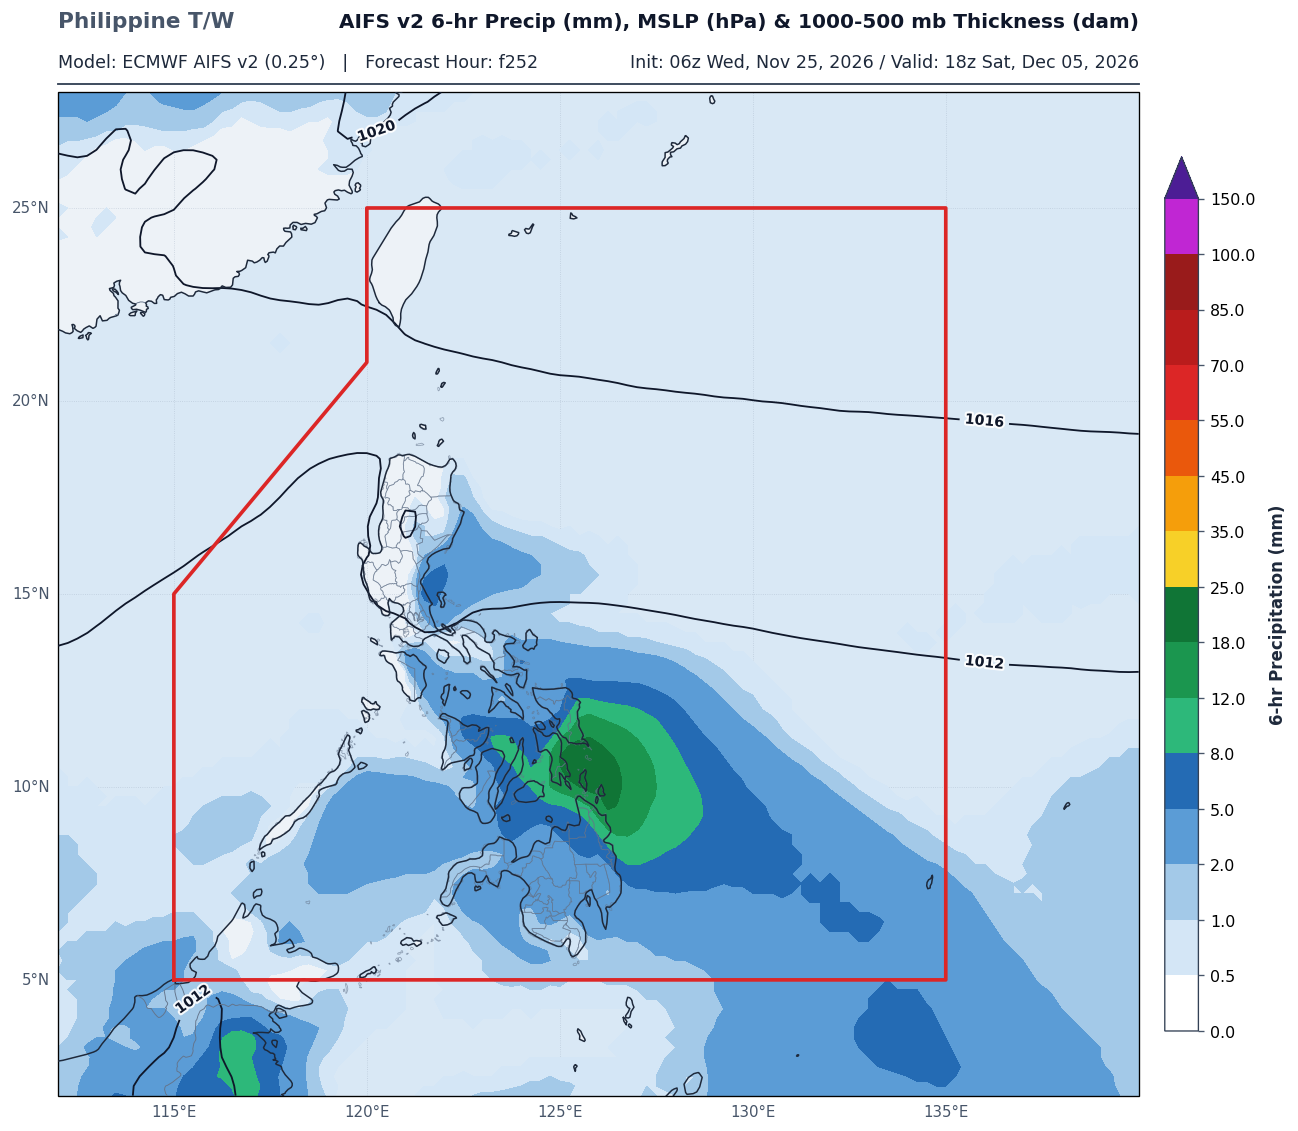 Philippine T/W
AIFS v2 6-hr Precip (mm), MSLP (hPa) & 1000-500 mb Thickness (dam)
Model: ECMWF AIFS v2 (0.25°) | Forecast Hour: f252
Init: 06z Wed, Nov 25, 2026 / Valid: 18z Sat, Dec 05, 2026
1020
25°N
20°N
15°N
10°N
5°N
1016
1012
1012
115°E
120°E
125°E
130°E
135°E
150.0
100.0
85.0
70.0
55.0
45.0
35.0
25.0
18.0
12.0
8.0
5.0
2.0
1.0
0.5
0.0
6-hr Precipitation (mm)